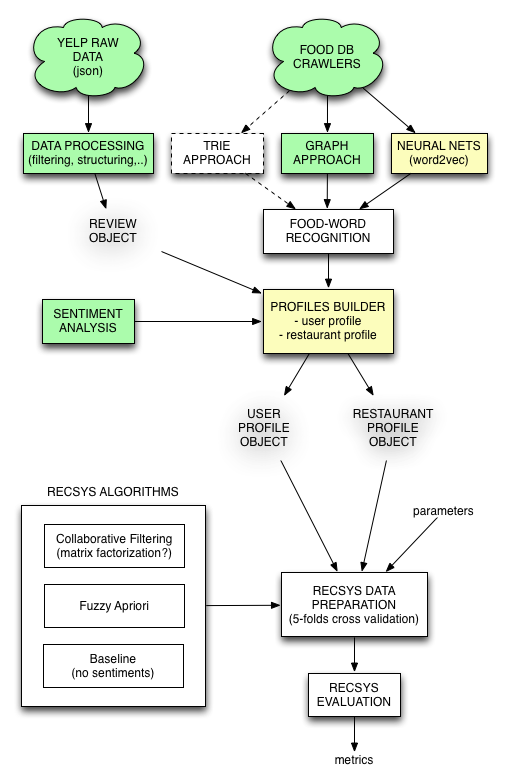 YELP RAW
DATA
(json)
FOOD DB
CRAWLERS
DATA PROCESSING
(filtering, structuring,..)
TRIE
APPROACH
GRAPH
APPROACH
NEURAL NETS
(word2vec)
REVIEW
OBJECT
FOOD-WORD
RECOGNITION
SENTIMENT
ANALYSIS
PROFILES BUILDER
- user profile
- restaurant profile
USER
PROFILE
OBJECT
RESTAURANT
PROFILE
OBJECT
RECSYS ALGORITHMS
Collaborative Filtering
(matrix factorization?)
Fuzzy Apriori
Baseline
(no sentiments)
parameters
RECSYS DATA
PREPARATION
(5-folds cross validation)
RECSYS
EVALUATION
metrics